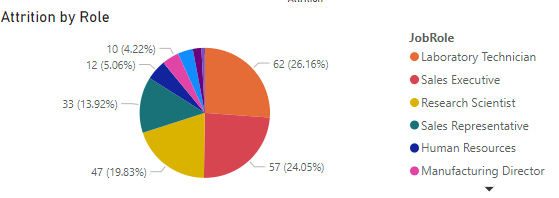 Attrition
Attrition by Role
10 (4.22%)
12 (5.06%)
33 (13.92%)
47 (19.83%)
62 (26.16%)
57 (24.05%)
JobRole
Laboratory Technician
Sales Executive
Research Scientist
Sales Representative
Human Resources
Manufacturing Director